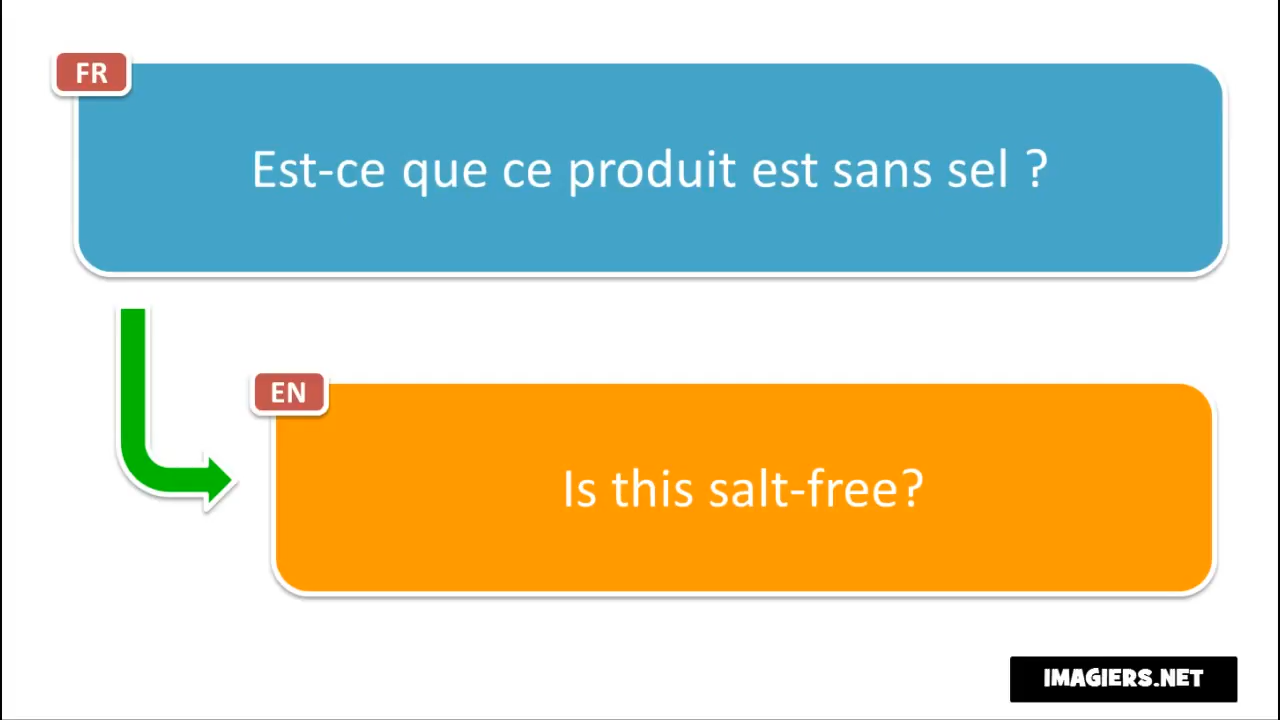 FR
Est-ce que ce produit est sans sel ?
EN
Is this salt-free?
IMAGIERS.NET